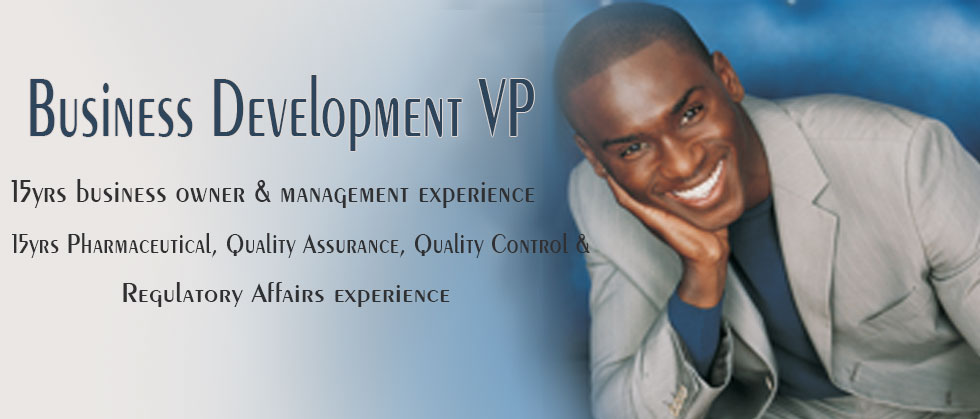 Business Development VP
15yrs business owner & management experience
15yrs Pharmaceutical, Quality Assurance, Quality Control &
Regulatory Affairs experience